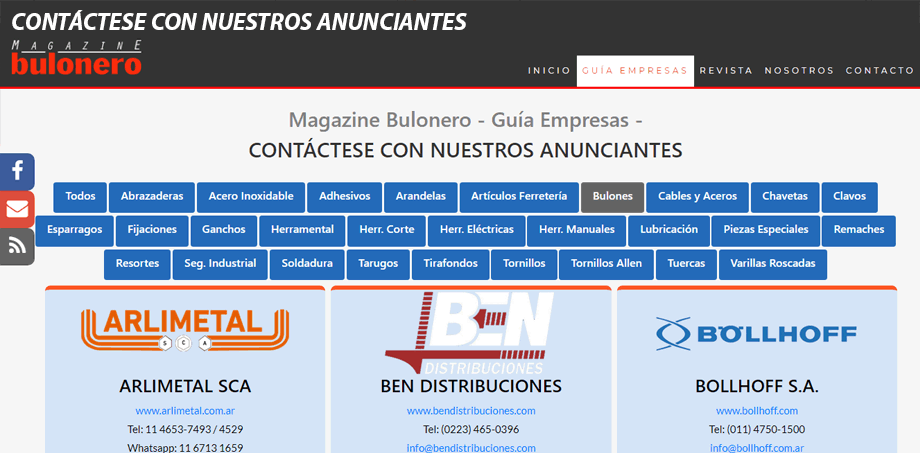 CONTÁCTESE CON NUESTROS ANUNCIANTES
MAGAZINE
bulonero
INICIO GUÍA EMPRESAS REVISTA NOSOTROS CONTACTO
Magazine Bulonero - Guía Empresas -
CONTÁCTESE CON NUESTROS ANUNCIANTES
Todos Abrazaderas Acero Inoxidable Adhesivos Arandelas Artículos Ferretería Bulones Cables y Aceros Chavetas Clavos
Esparragos Fijaciones Ganchos Herramental Herr. Corte Herr. Eléctricas Herr. Manuales Lubricación Piezas Especiales Remaches
Resortes Seg. Industrial Soldadura Tarugos Tirafondos Tornillos Tornillos Allen Tuercas Varillas Roscadas
ARLIMETAL
S C A
BEN
DISTRIBUCIONES
BÖLLHOFF
ARLIMETAL SCA
www.arlimetal.com.ar
Tel: 11 4653-7493 / 4529
Whatsapp: 11 6713 1659
BEN DISTRIBUCIONES
www.bendistribuciones.com
Tel: (0223) 465-0396
info@bendistribuciones.com
BOLLHOFF S.A.
www.bollhoff.com
Tel: (011) 4750-1500
info@bollhoff.com.ar